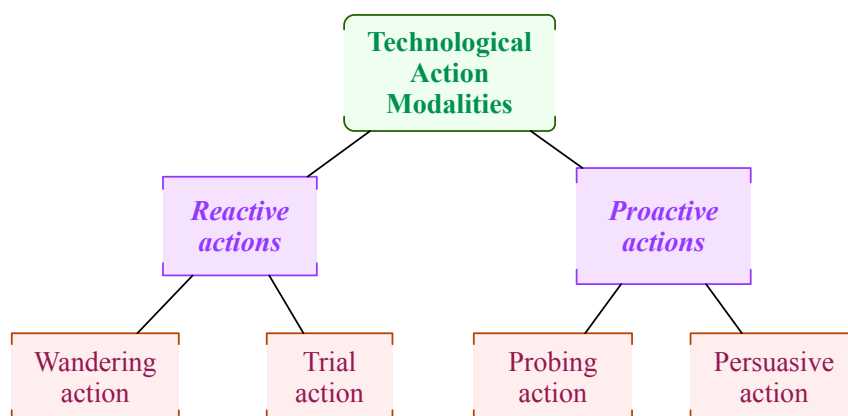 Technological
Action
Modalities
Reactive
actions
Proactive
actions
Wandering
action
Trial
action
Probing
action
Persuasive
action